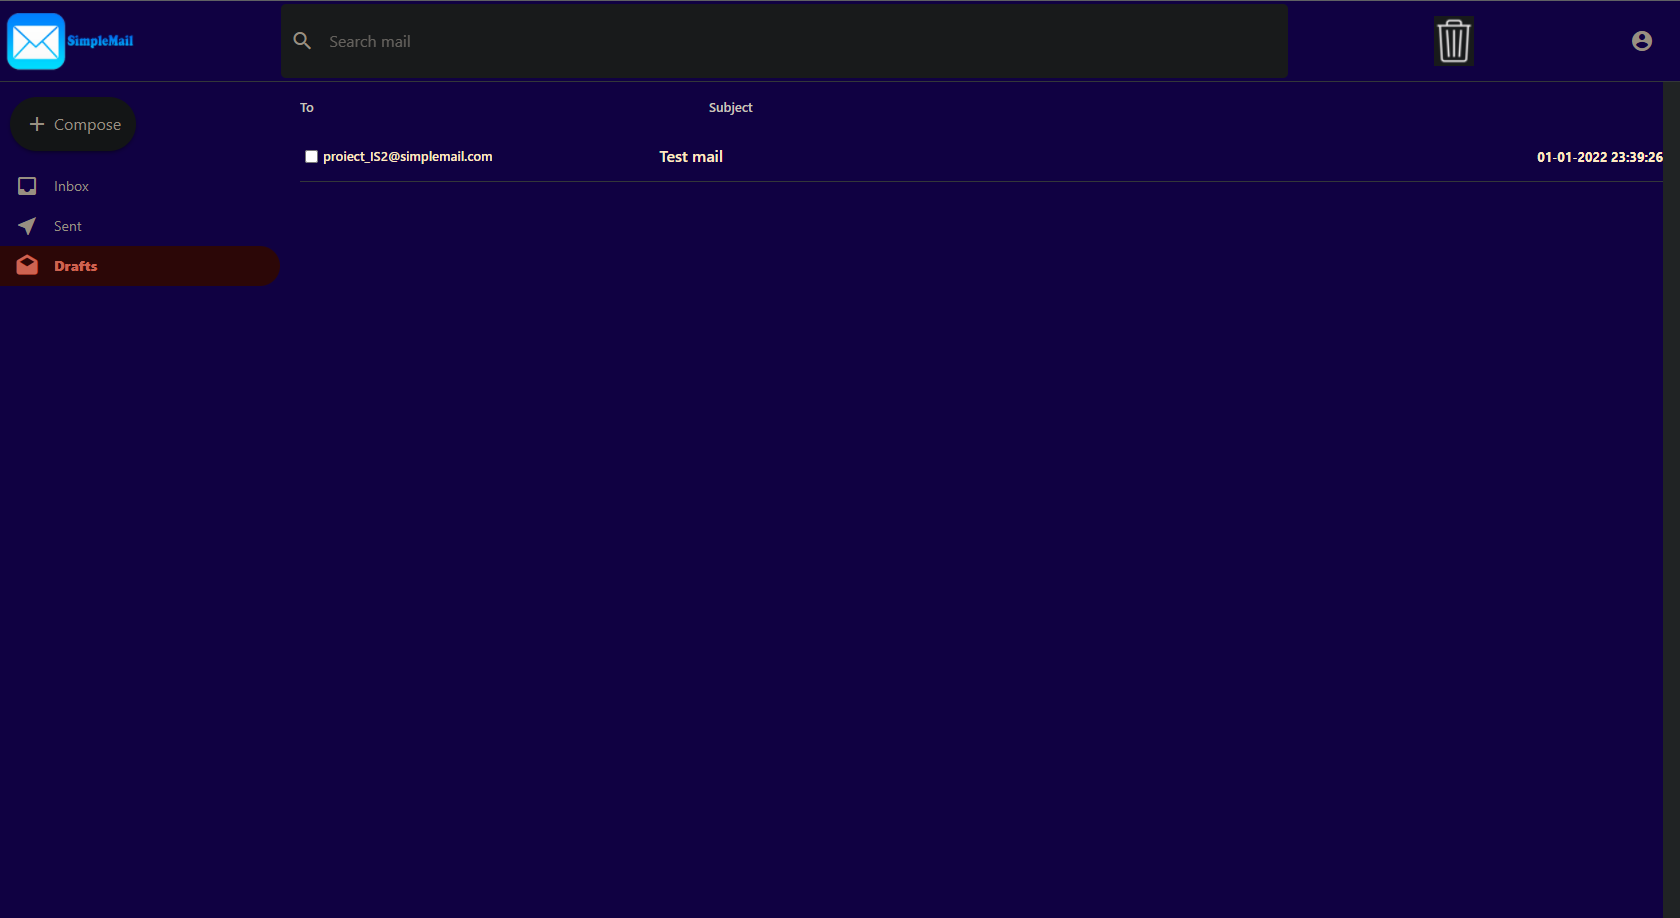 SimpleMail
Search mail
Compose
Inbox
Sent
Drafts
To Subject
proiect_IS2@simplemail.com Test mail 01-01-2022 23:39:26